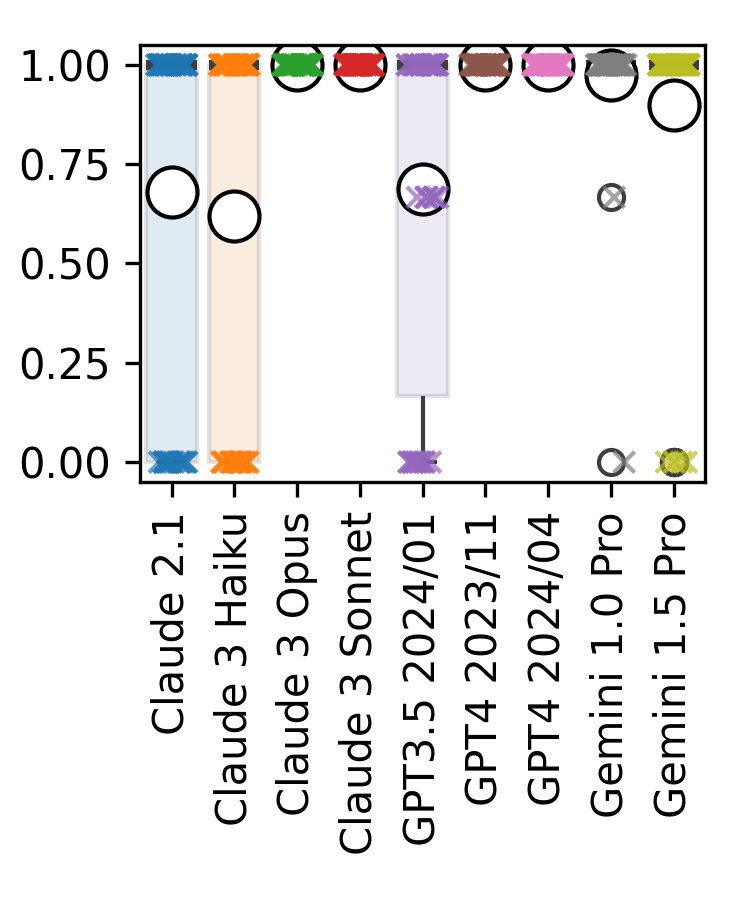 1.00
0.75
0.50
0.25
0.00
Claude 2.1
Claude 3 Haiku
Claude 3 Opus
Claude 3 Sonnet
GPT3.5 2024/01
GPT4 2023/11
GPT4 2024/04
Gemini 1.0 Pro
Gemini 1.5 Pro